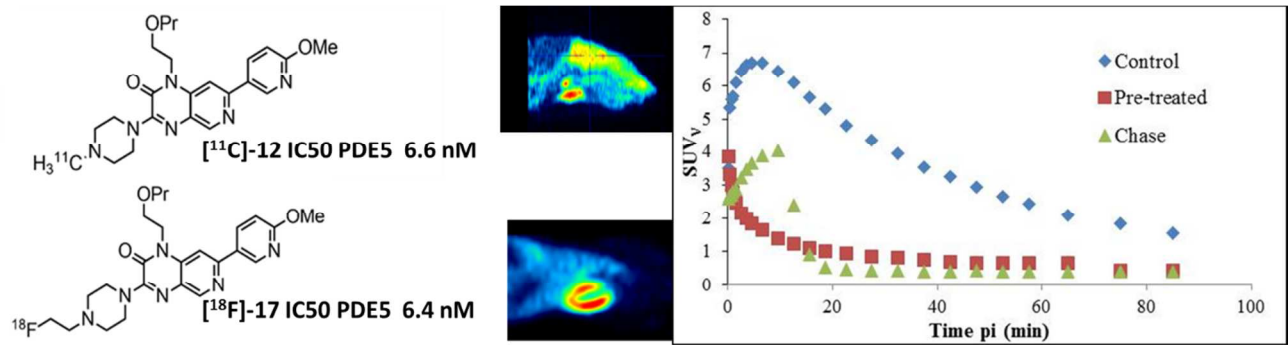 OPr
OMe
N
O
N
N
N
N
N
N
H₃¹¹C
[¹¹C]-12 IC50 PDE5 6.6 nM
OPr
OMe
N
O
N
N
N
N
N
N
¹⁸F
[¹⁸F]-17 IC50 PDE5 6.4 nM
8
7
6
5
4
3
2
1
0
SUVᵥ
Control
Pre-treated
Chase
0 20 40 60 80 100
Time pi (min)